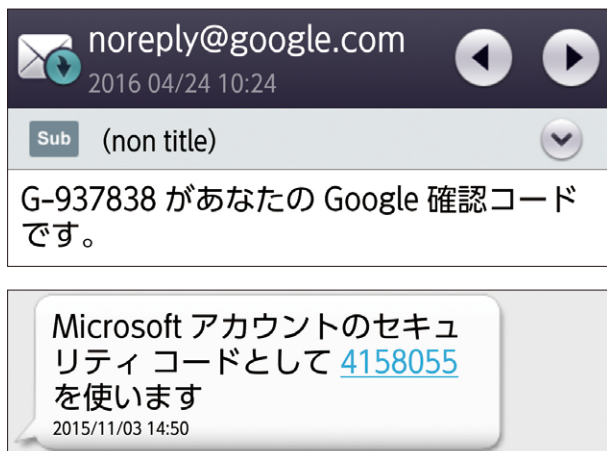 noreply@google.com
2016 04/24 10:24
Sub (non title)
G-937838 があなたの Google 確認コード
です。
Microsoft アカウントのセキュ
リティ コードとして 4158055
を使います
2015/11/03 14:50